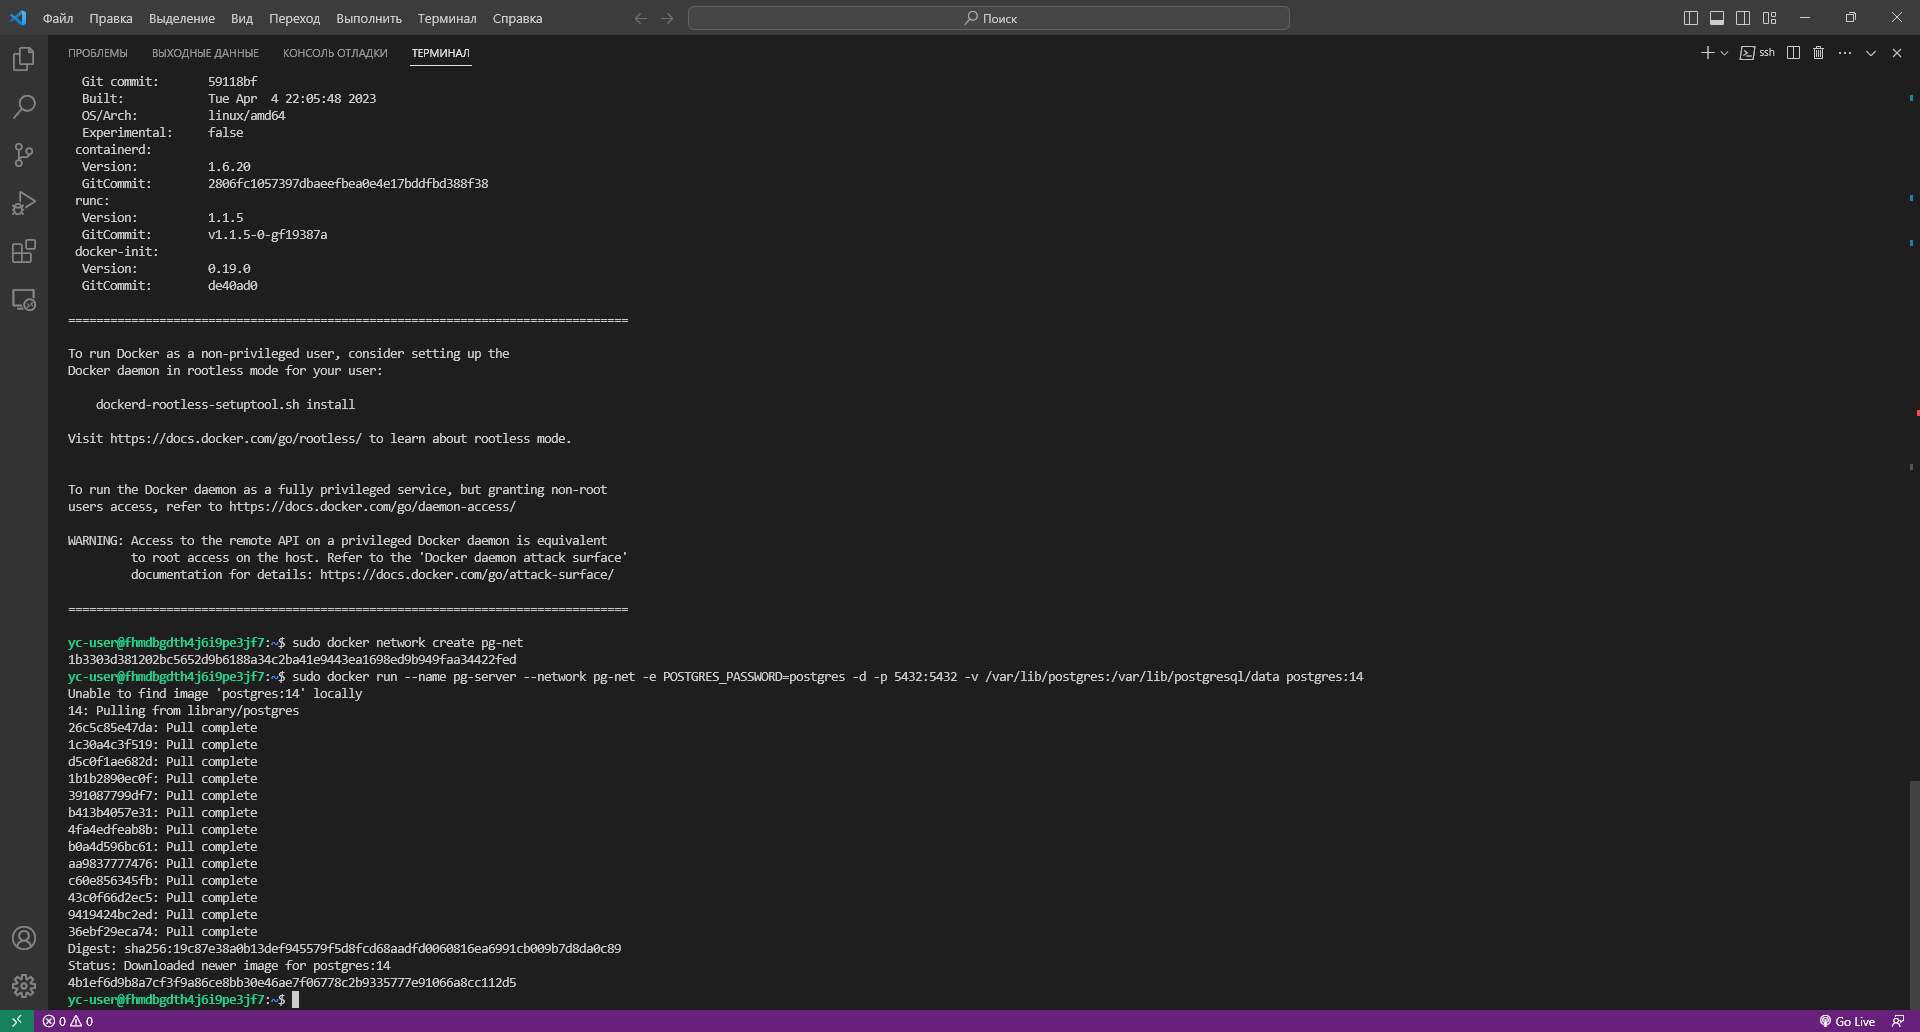 Файл Правка Выделение Вид Переход Выполнить Терминал Справка Поиск
ПРОБЛЕМЫ ВЫХОДНЫЕ ДАННЫЕ КОНСОЛЬ ОТЛАДКИ ТЕРМИНАЛ ssh
Git commit: 59118bf
Built: Tue Apr  4 22:05:48 2023
OS/Arch: linux/amd64
Experimental: false
containerd:
Version: 1.6.20
GitCommit: 2806fc1057397dbaeefbea0e4e17bddfbd388f38
runc:
Version: 1.1.5
GitCommit: v1.1.5-0-gf19387a
docker-init:
Version: 0.19.0
GitCommit: de40ad0
================================================================================
To run Docker as a non-privileged user, consider setting up the
Docker daemon in rootless mode for your user:
dockerd-rootless-setuptool.sh install
Visit https://docs.docker.com/go/rootless/ to learn about rootless mode.
To run the Docker daemon as a fully privileged service, but granting non-root
users access, refer to https://docs.docker.com/go/daemon-access/
WARNING: Access to the remote API on a privileged Docker daemon is equivalent
to root access on the host. Refer to the 'Docker daemon attack surface'
documentation for details: https://docs.docker.com/go/attack-surface/
================================================================================
yc-user@fhmdbgdth4j6i9pe3jf7:~$ sudo docker network create pg-net
1b3303d381202bc5652d9b6188a34c2ba41e9443ea1698ed9b949faa34422fed
yc-user@fhmdbgdth4j6i9pe3jf7:~$ sudo docker run --name pg-server --network pg-net -e POSTGRES_PASSWORD=postgres -d -p 5432:5432 -v /var/lib/postgres:/var/lib/postgresql/data postgres:14
Unable to find image 'postgres:14' locally
14: Pulling from library/postgres
26c5c85e47da: Pull complete
1c30a4c3f519: Pull complete
d5c0f1ae682d: Pull complete
1b1b2890ec0f: Pull complete
391087799df7: Pull complete
b413b4057e31: Pull complete
4fa4edfeab8b: Pull complete
b0a4d596bc61: Pull complete
aa9837777476: Pull complete
c60e856345fb: Pull complete
43c0f66d2ec5: Pull complete
9419424bc2ed: Pull complete
36ebf29eca74: Pull complete
Digest: sha256:19c87e38a0b13def945579f5d8fcd68aadfd0060816ea6991cb009b7d8da0c89
Status: Downloaded newer image for postgres:14
4b1ef6d9b8a7cf3f9a86ce8bb30e46ae7f06778c2b9335777e91066a8cc112d5
yc-user@fhmdbgdth4j6i9pe3jf7:~$
0 0 Go Live